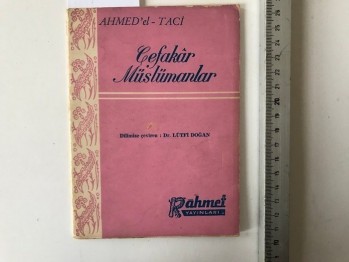 AHMED'el - TACİ
Cefakâr
Müslümanlar
Dilimize çeviren : Dr. LÜTFİ DOĞAN
Rahmet
YAYINLARI